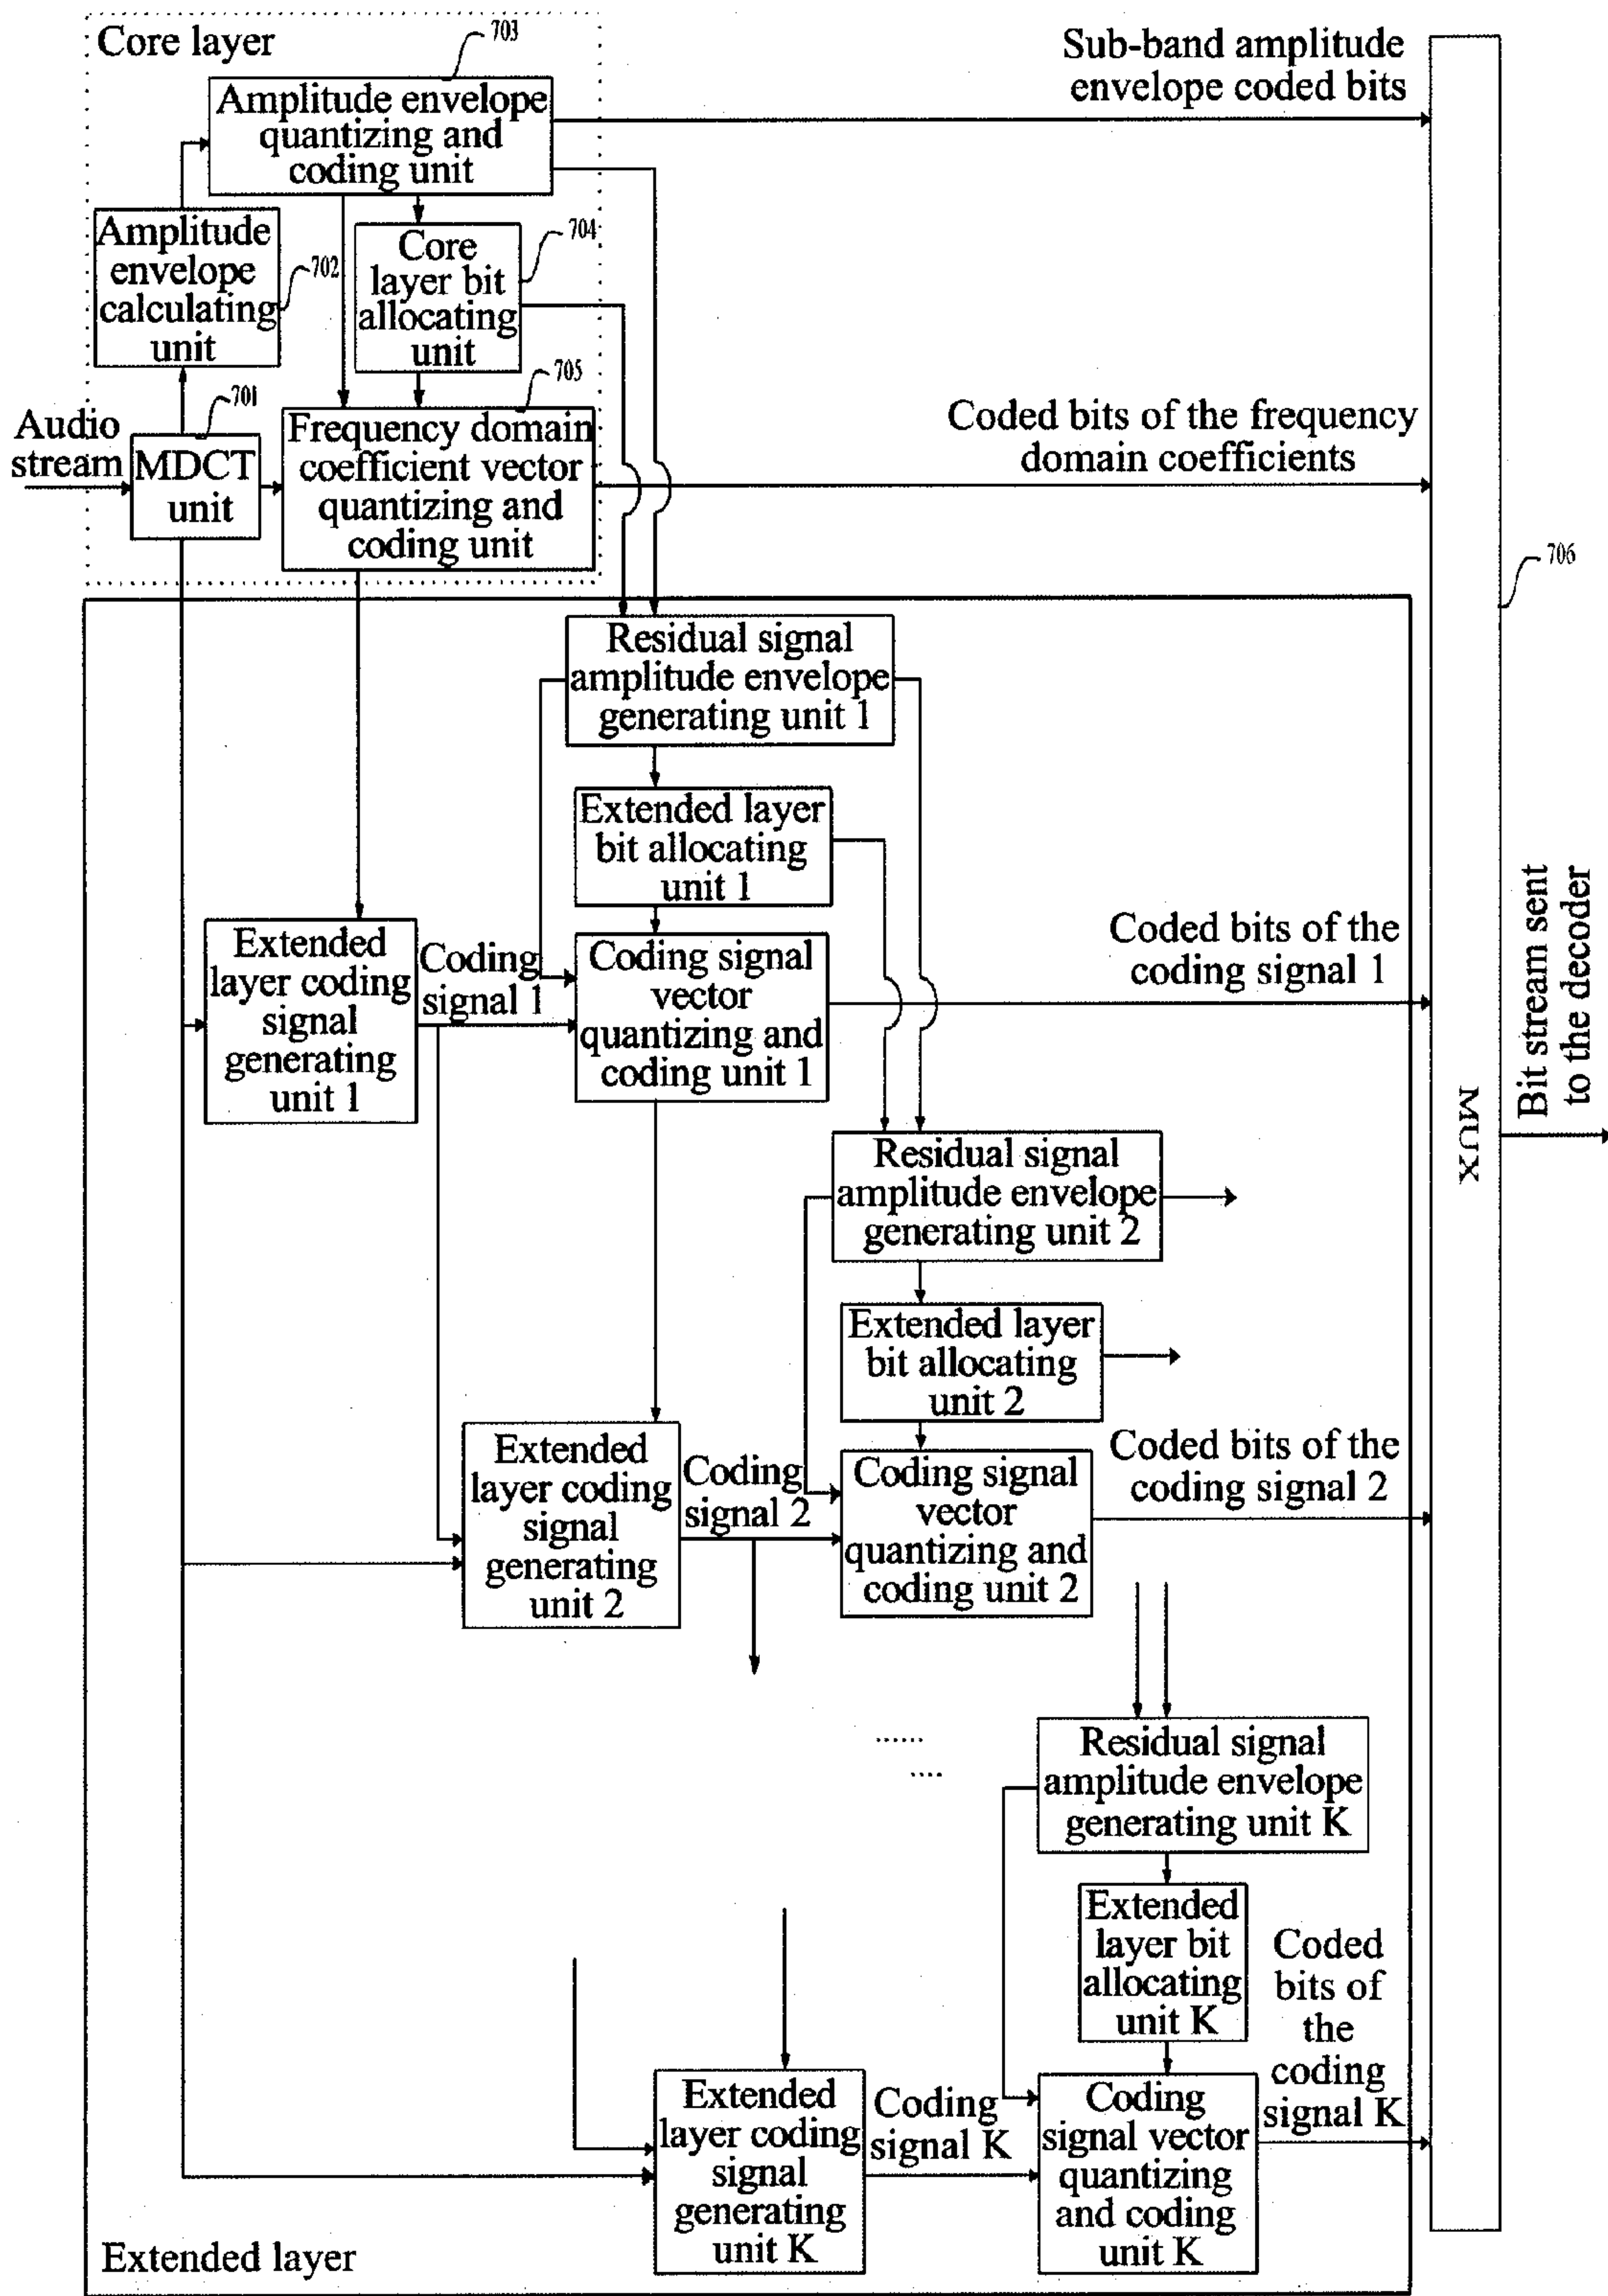 Core layer
703
Sub-band amplitude
envelope coded bits
Amplitude envelope
quantizing and
coding unit
Amplitude
envelope
calculating
unit
702
Core
layer bit
allocating
unit
704
Audio
stream
701
MDCT
unit
705
Frequency domain
coefficient vector
quantizing and
coding unit
Coded bits of the frequency
domain coefficients
706
Residual signal
amplitude envelope
generating unit 1
Extended layer
bit allocating
unit 1
Extended
layer coding
signal
generating
unit 1
Coding
signal 1
Coding signal
vector
quantizing and
coding unit 1
Coded bits of the
coding signal 1
MUX
Bit stream sent
to the decoder
Residual signal
amplitude envelope
generating unit 2
Extended layer
bit allocating
unit 2
Extended
layer coding
signal
generating
unit 2
Coding
signal 2
Coding signal
vector
quantizing and
coding unit 2
Coded bits of the
coding signal 2
......
....
Residual signal
amplitude envelope
generating unit K
Extended
layer bit
allocating
unit K
Extended
layer coding
signal
generating
unit K
Coding
signal K
Coding
signal vector
quantizing
and coding
unit K
Coded
bits of
the
coding
signal K
Extended layer